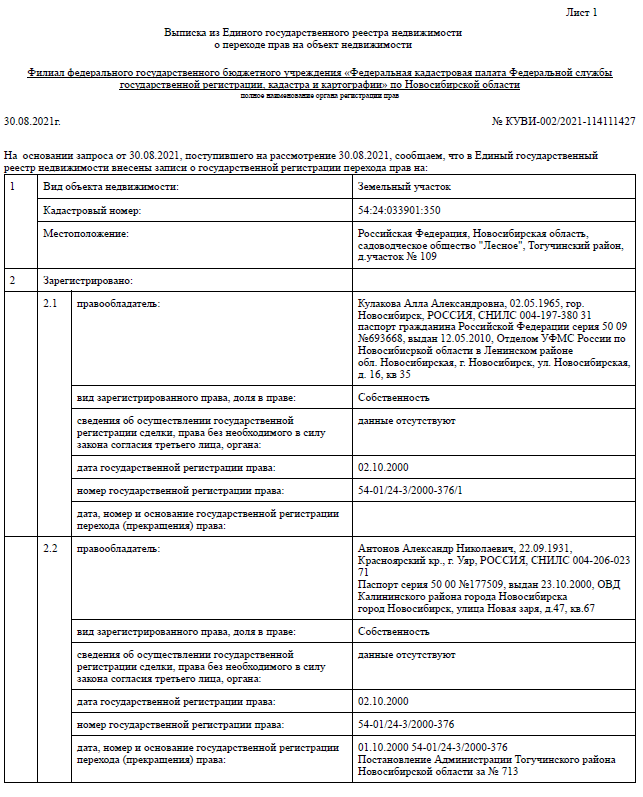 Лист 1
Выписка из Единого государственного реестра недвижимости
о переходе прав на объект недвижимости
Филиал федерального государственного бюджетного учреждения «Федеральная кадастровая палата Федеральной службы
государственной регистрации, кадастра и картографии» по Новосибирской области
полное наименование органа регистрации прав
30.08.2021г.
№ КУВИ-002/2021-114111427
На основании запроса от 30.08.2021, поступившего на рассмотрение 30.08.2021, сообщаем, что в Единый государственный
реестр недвижимости внесены записи о государственной регистрации перехода прав на:
1 Вид объекта недвижимости: Земельный участок
Кадастровый номер: 54:24:033901:350
Местоположение: Российская Федерация, Новосибирская область,
садоводческое общество "Лесное", Тогучинский район,
д.участок № 109
2 Зарегистрировано:
2.1 правообладатель: Кулакова Алла Александровна, 02.05.1965, гор.
Новосибирск, РОССИЯ, СНИЛС 004-197-380 31
паспорт гражданина Российской Федерации серия 50 09
№693668, выдан 12.05.2010, Отделом УФМС России по
Новосибиcркой области в Ленинском районе
обл. Новосибирская, г. Новосибирск, ул. Новосибирская,
д. 16, кв 35
вид зарегистрированного права, доля в праве: Собственность
сведения об осуществлении государственной данные отсутствуют
регистрации сделки, права без необходимого в силу
закона согласия третьего лица, органа:
дата государственной регистрации права: 02.10.2000
номер государственной регистрации права: 54-01/24-3/2000-376/1
дата, номер и основание государственной регистрации
перехода (прекращения) права:
2.2 правообладатель: Антонов Александр Николаевич, 22.09.1931,
Красноярский кр., г. Уяр, РОССИЯ, СНИЛС 004-206-023
71
Паспорт серия 50 00 №177509, выдан 23.10.2000, ОВД
Калининского района города Новосибирска
город Новосибирск, улица Новая заря, д.47, кв.67
вид зарегистрированного права, доля в праве: Собственность
сведения об осуществлении государственной данные отсутствуют
регистрации сделки, права без необходимого в силу
закона согласия третьего лица, органа:
дата государственной регистрации права: 02.10.2000
номер государственной регистрации права: 54-01/24-3/2000-376
дата, номер и основание государственной регистрации 01.10.2000 54-01/24-3/2000-376
перехода (прекращения) права: Постановление Администрации Тогучинского района
Новосибирской области за № 713